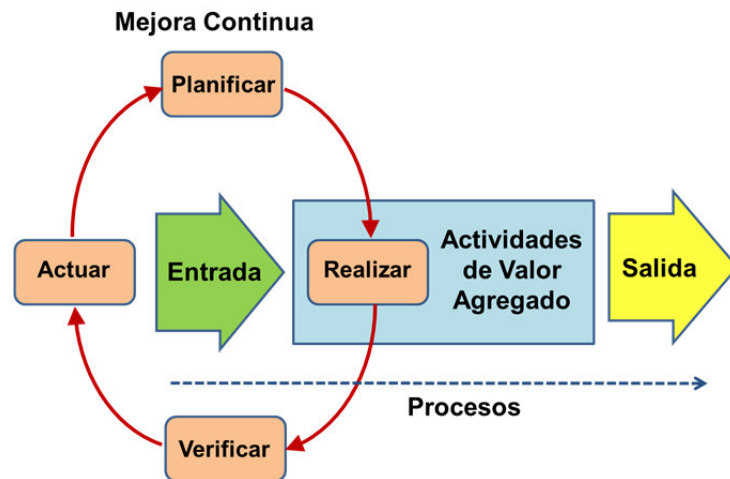 Mejora Continua
Planificar
Actuar
Entrada
Realizar
Actividades
de Valor
Agregado
Salida
Procesos
Verificar